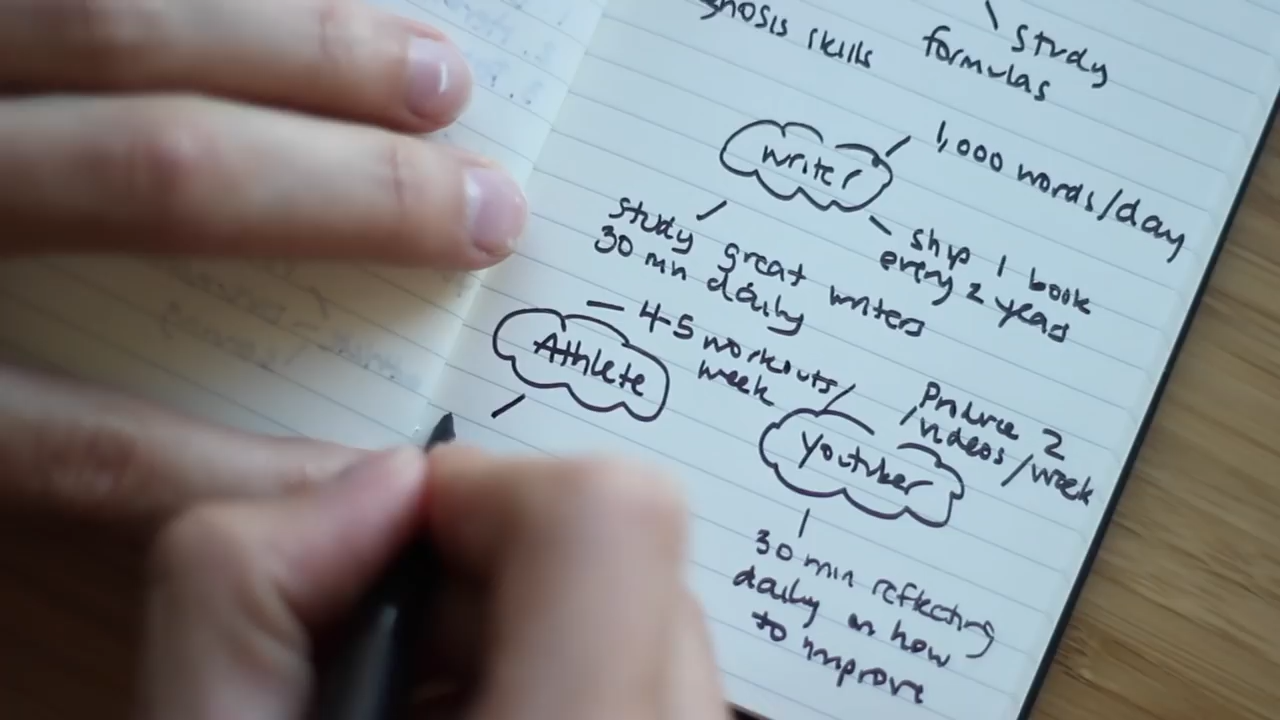 skills
study
formulas
writer
1,000 words/day
study great writers
30 min daily
ship 1 book
every 2 years
Athlete
4-5 workouts/
week
Youtuber
Produce 2
videos/week
30 min reflecting
daily on how
to improve